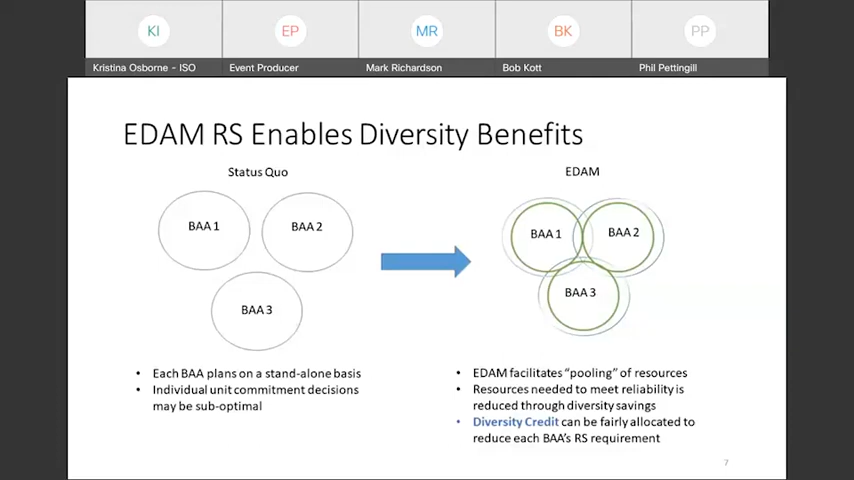 KI
EP
MR
BK
PP
Kristina Osborne - ISO
Event Producer
Mark Richardson
Bob Kott
Phil Pettingill
EDAM RS Enables Diversity Benefits
Status Quo
EDAM
BAA 1
BAA 2
BAA 3
BAA 1
BAA 2
BAA 3
• Each BAA plans on a stand-alone basis
• Individual unit commitment decisions
may be sub-optimal
• EDAM facilitates “pooling” of resources
• Resources needed to meet reliability is
reduced through diversity savings
• Diversity Credit can be fairly allocated to
reduce each BAA’s RS requirement
7